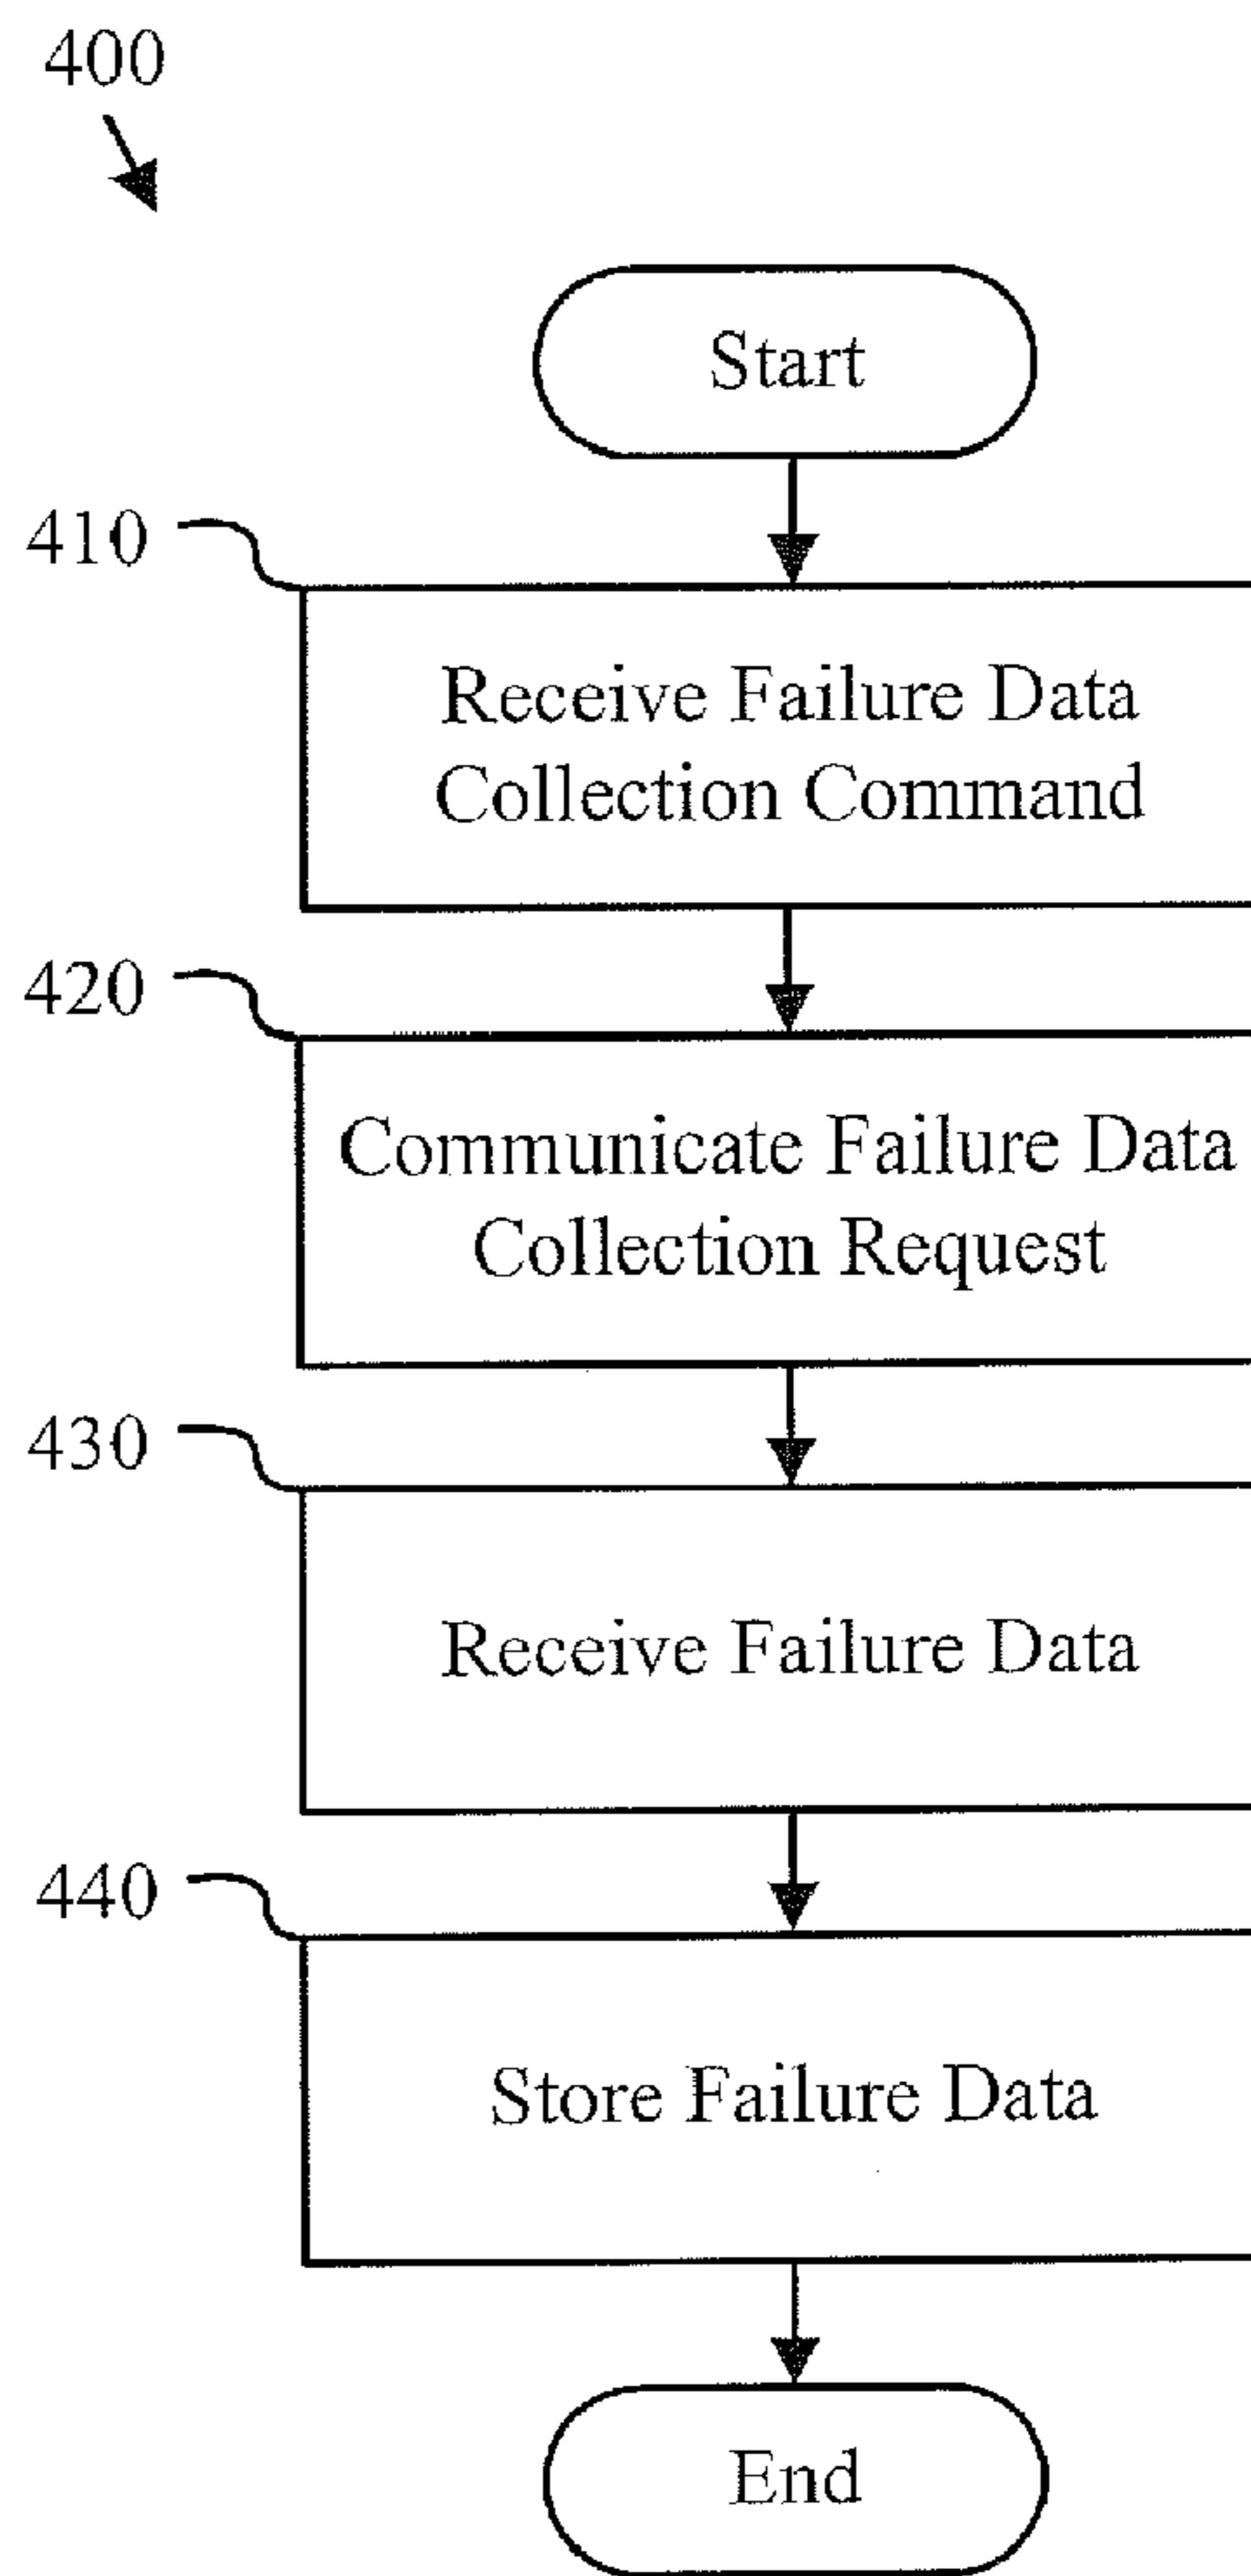 400
Start
410
Receive Failure Data
Collection Command
420
Communicate Failure Data
Collection Request
430
Receive Failure Data
440
Store Failure Data
End